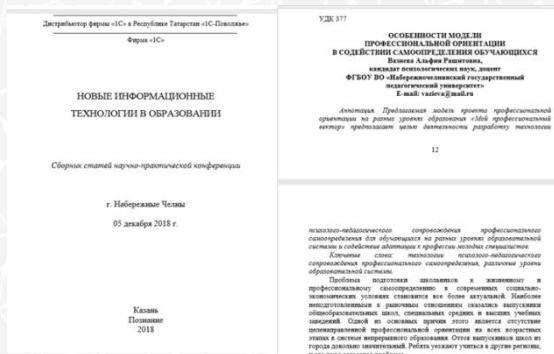 Дистрибьютор фирмы «1С» в Республике Татарстан «1С-Поволжье»
Фирма «1С»
НОВЫЕ ИНФОРМАЦИОННЫЕ
ТЕХНОЛОГИИ В ОБРАЗОВАНИИ
Сборник статей научно-практической конференции
г. Набережные Челны
05 декабря 2018 г.
Казань
Познание
2018
УДК 377
ОСОБЕННОСТИ МОДЕЛИ
ПРОФЕССИОНАЛЬНОЙ ОРИЕНТАЦИИ
В СОДЕЙСТВИИ САМООПРЕДЕЛЕНИЯ ОБУЧАЮЩИХСЯ
Вазиева Альфия Рашитовна,
кандидат психологических наук, доцент
ФГБОУ ВО «Набережночелнинский государственный
педагогический университет»
E-mail: vazieva@mail.ru
Аннотация. Предлагаемая модель проекта профессиональной
ориентации на разных уровнях образования «Мой профессиональный
вектор» предполагает целью деятельности разработку технологии
12
психолого-педагогического сопровождения профессионального
самоопределения для обучающихся на разных уровнях образовательной
системы и содействие адаптации к профессии молодых специалистов.
Ключевые слова: технологии психолого-педагогического
сопровождения профессионального самоопределения, различные уровни
образовательной системы.
Проблема подготовки школьников к жизненному и
профессиональному самоопределению в современных социально-
экономических условиях становится все более актуальной. Наиболее
неподготовленными к рыночным отношениям оказались выпускники
общеобразовательных школ, специальных средних и высших учебных
заведений. Одной из основных причин этого является отсутствие
целенаправленной профессиональной ориентации на всех возрастных
этапах в системе непрерывного образования. Отток выпускников школ из
города довольно значительный. Ребята уезжают учиться в другие регионы,